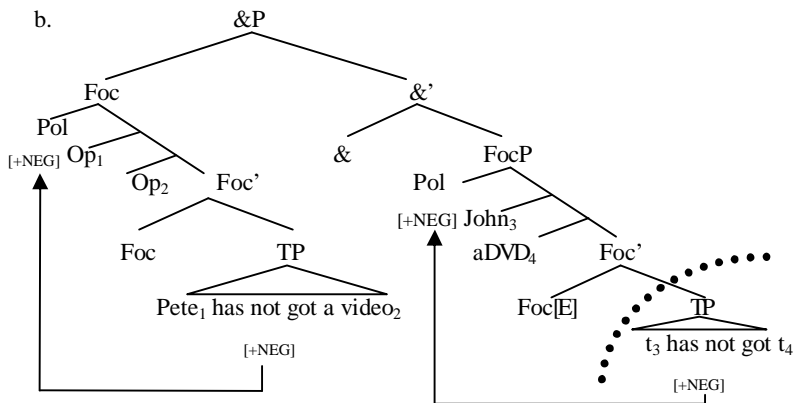 b. &P
Foc &’
Pol & FocP
[+NEG] Op₁ Pol
Op₂ Foc’ [+NEG] John₃
Foc TP aDVD₄ Foc’
Pete₁ has not got a video₂ Foc[E] TP
t₃ has not got t₄
[+NEG] [+NEG]